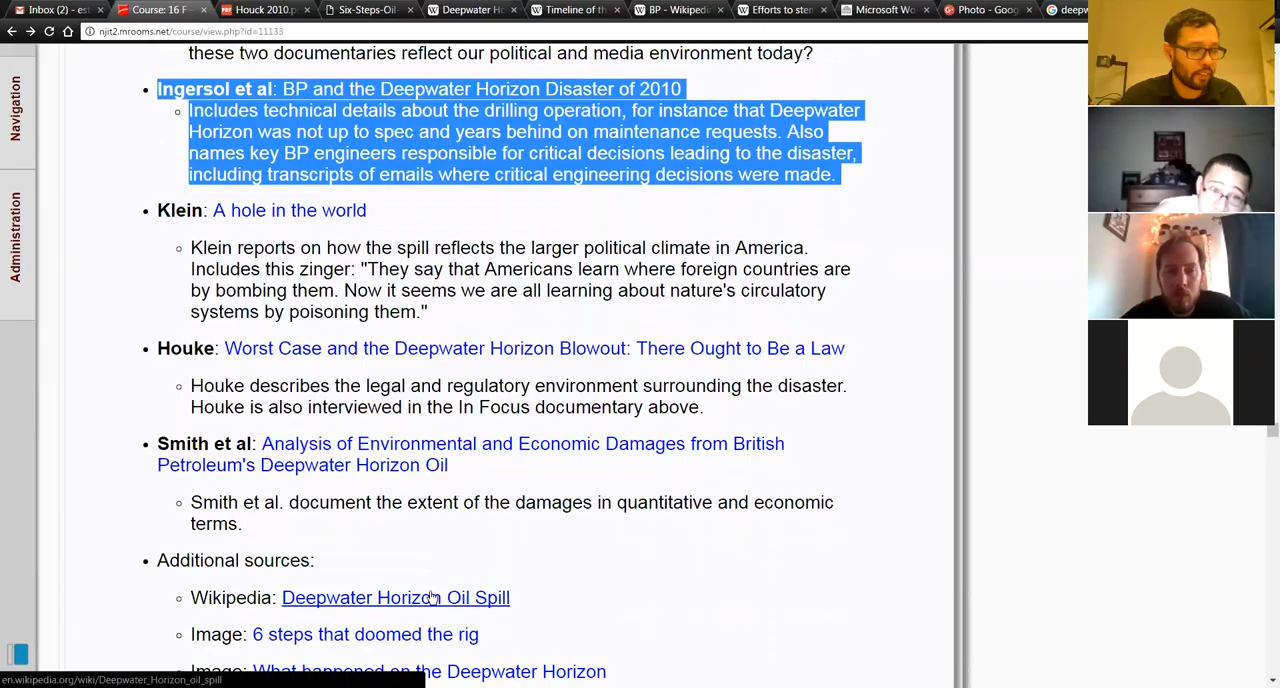 Inbox (2) - es
Course: 16 F
Houck 2010.p
Six-Steps-Oil-
Deepwater Ho
Timeline of the
BP - Wikipedia
Efforts to sten
Microsoft Wo
Photo - Goog
deepw
njit2.mrooms.net/course/view.php?id=11133
Navigation
Administration
these two documentaries reflect our political and media environment today?
Ingersol et al: BP and the Deepwater Horizon Disaster of 2010
Includes technical details about the drilling operation, for instance that Deepwater
Horizon was not up to spec and years behind on maintenance requests. Also
names key BP engineers responsible for critical decisions leading to the disaster,
including transcripts of emails where critical engineering decisions were made.
Klein: A hole in the world
Klein reports on how the spill reflects the larger political climate in America.
Includes this zinger: "They say that Americans learn where foreign countries are
by bombing them. Now it seems we are all learning about nature's circulatory
systems by poisoning them."
Houke: Worst Case and the Deepwater Horizon Blowout: There Ought to Be a Law
Houke describes the legal and regulatory environment surrounding the disaster.
Houke is also interviewed in the In Focus documentary above.
Smith et al: Analysis of Environmental and Economic Damages from British
Petroleum's Deepwater Horizon Oil
Smith et al. document the extent of the damages in quantitative and economic
terms.
Additional sources:
Wikipedia: Deepwater Horizon Oil Spill
Image: 6 steps that doomed the rig
Image: What happened on the Deepwater Horizon
en.wikipedia.org/wiki/Deepwater_Horizon_oil_spill